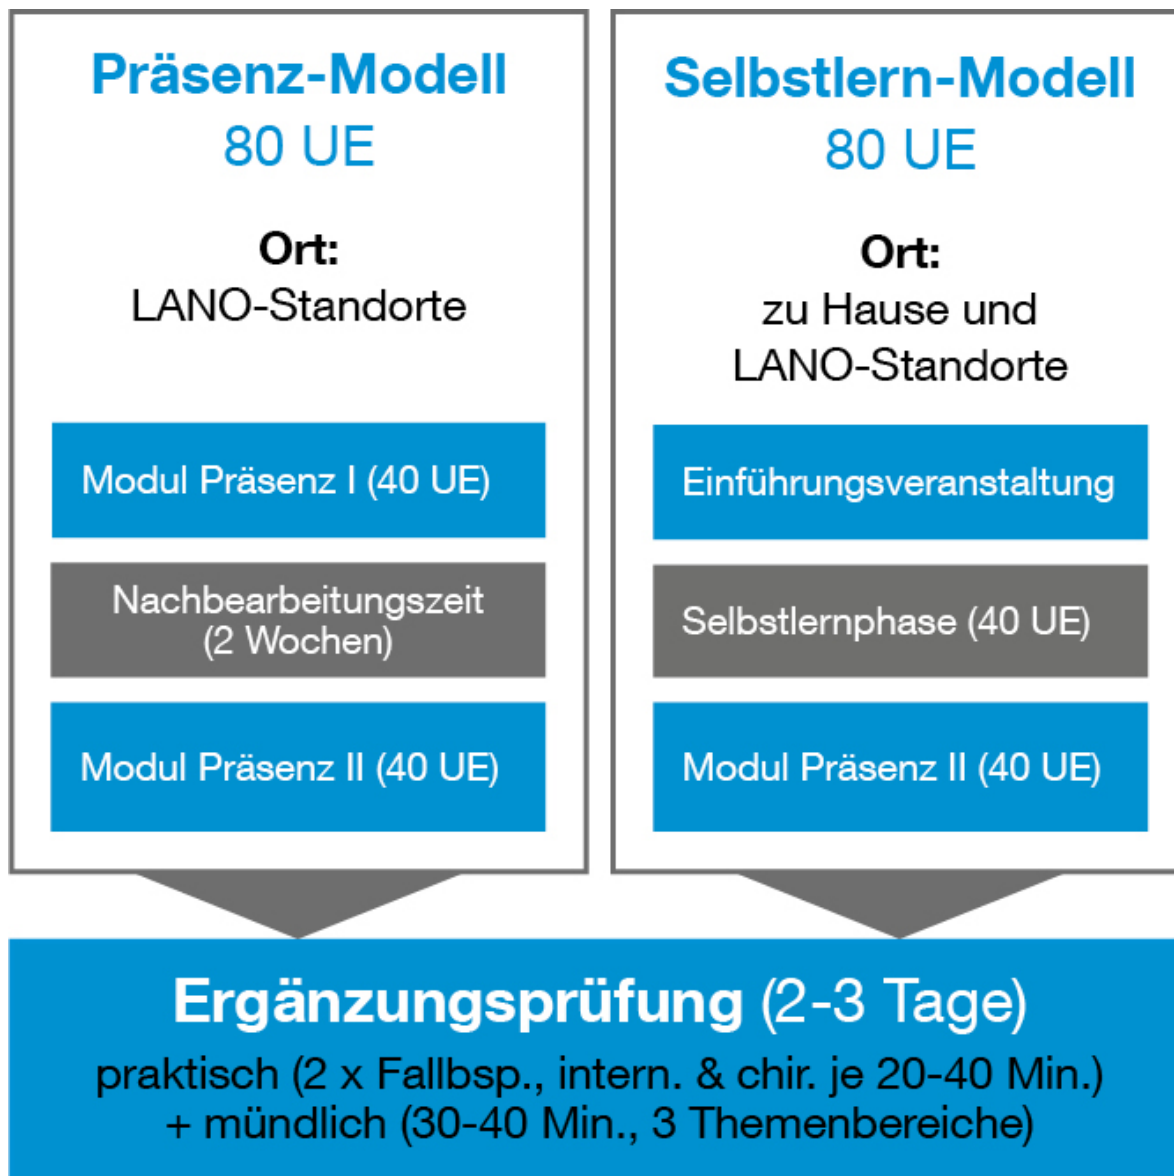 Präsenz-Modell
80 UE
Ort:
LANO-Standorte
Modul Präsenz I (40 UE)
Nachbearbeitungszeit
(2 Wochen)
Modul Präsenz II (40 UE)
Selbstlern-Modell
80 UE
Ort:
zu Hause und
LANO-Standorte
Einführungsveranstaltung
Selbstlernphase (40 UE)
Modul Präsenz II (40 UE)
Ergänzungsprüfung (2-3 Tage)
praktisch (2 x Fallbsp., intern. & chir. je 20-40 Min.)
+ mündlich (30-40 Min., 3 Themenbereiche)